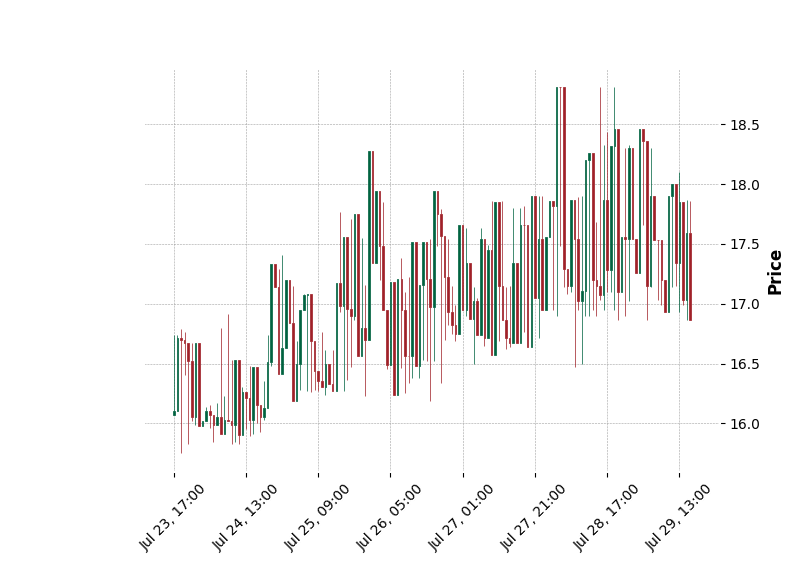 18.5
18.0
17.5
17.0
16.5
16.0
Price
Jul 23, 17:00
Jul 24, 13:00
Jul 25, 09:00
Jul 26, 05:00
Jul 27, 01:00
Jul 27, 21:00
Jul 28, 17:00
Jul 29, 13:00